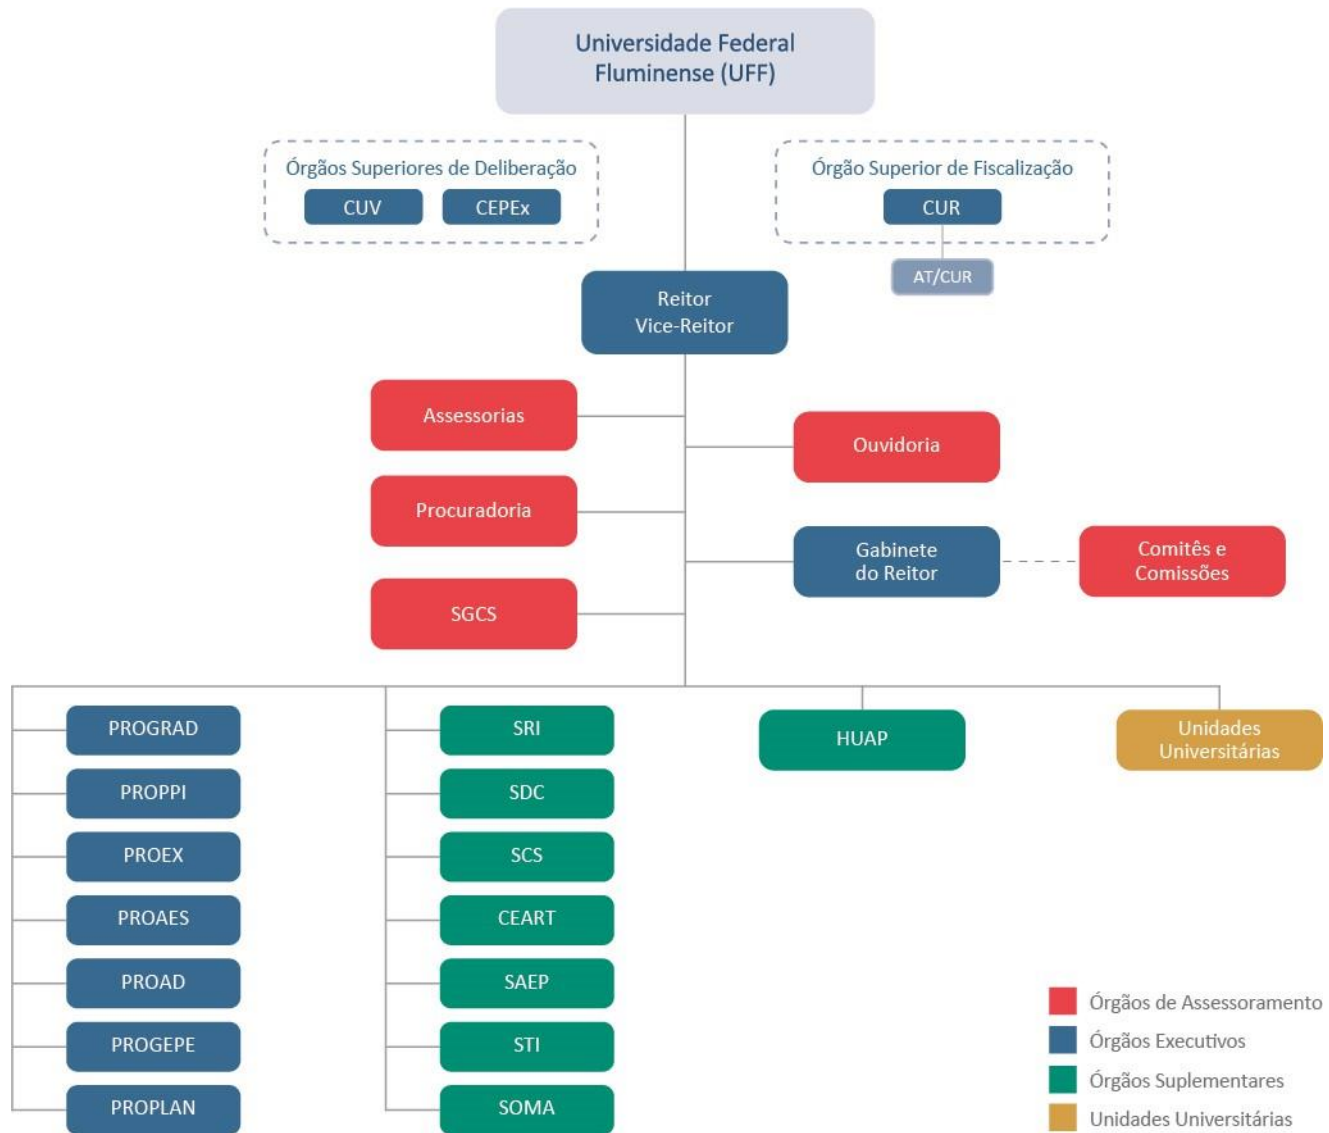 Universidade Federal
Fluminense (UFF)
Órgãos Superiores de Deliberação
CUV
CEPEx
Órgão Superior de Fiscalização
CUR
AT/CUR
Reitor
Vice-Reitor
Assessorias
Ouvidoria
Procuradoria
Gabinete
do Reitor
Comitês e
Comissões
SGCS
PROGRAD
PROPPI
PROEX
PROAES
PROAD
PROGEPE
PROPLAN
SRI
SDC
SCS
CEART
SAEP
STI
SOMA
HUAP
Unidades
Universitárias
Órgãos de Assessoramento
Órgãos Executivos
Órgãos Suplementares
Unidades Universitárias